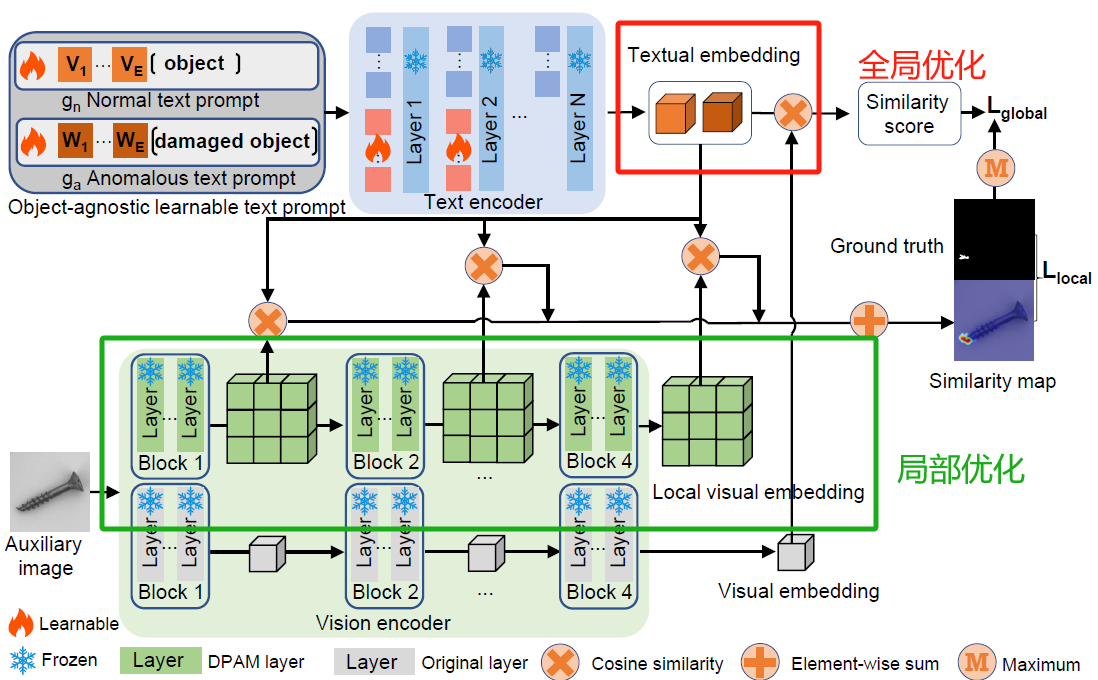 V1 ... VE ( object )
gn Normal text prompt
W1 ... WE (damaged object)
ga Anomalous text prompt
Object-agnostic learnable text prompt
Layer 1
Layer 2
...
Layer N
Text encoder
Textual embedding
全局优化
Similarity score
Lglobal
M
Ground truth
Llocal
Similarity map
Layer ... Layer
Block 1
Layer ... Layer
Block 2
...
Layer ... Layer
Block 4
Local visual embedding
局部优化
Auxiliary
image
Layer ... Layer
Block 1
Layer ... Layer
Block 2
...
Layer ... Layer
Block 4
Visual embedding
Vision encoder
Learnable
Frozen
Layer DPAM layer
Layer Original layer
Cosine similarity
Element-wise sum
M Maximum